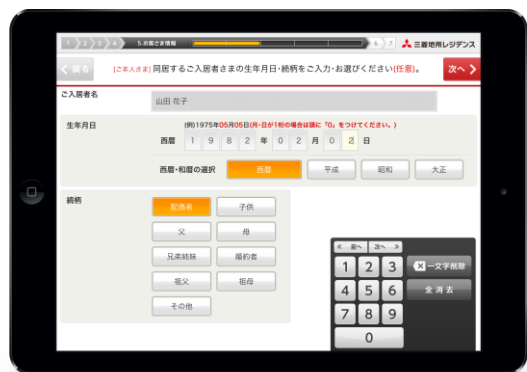 1 2 3 4 5.お客さま情報 6 7 三菱地所レジデンス
戻る [ご本人さま] 同居するご入居者さまの生年月日・続柄をご入力・お選びください(任意)。 次へ
ご入居者名
山田 花子
生年月日
(例)1975年05月05日(月・日が1桁の場合は頭に「0」をつけてください。)
西暦 1 9 8 2 年 0 2 月 0 2 日
西暦・和暦の選択 西暦 平成 昭和 大正
続柄
配偶者 子供
父 母
兄弟姉妹 婚約者
祖父 祖母
その他
« 前へ 次へ »
1 2 3 一文字削除
4 5 6 全消去
7 8 9
0